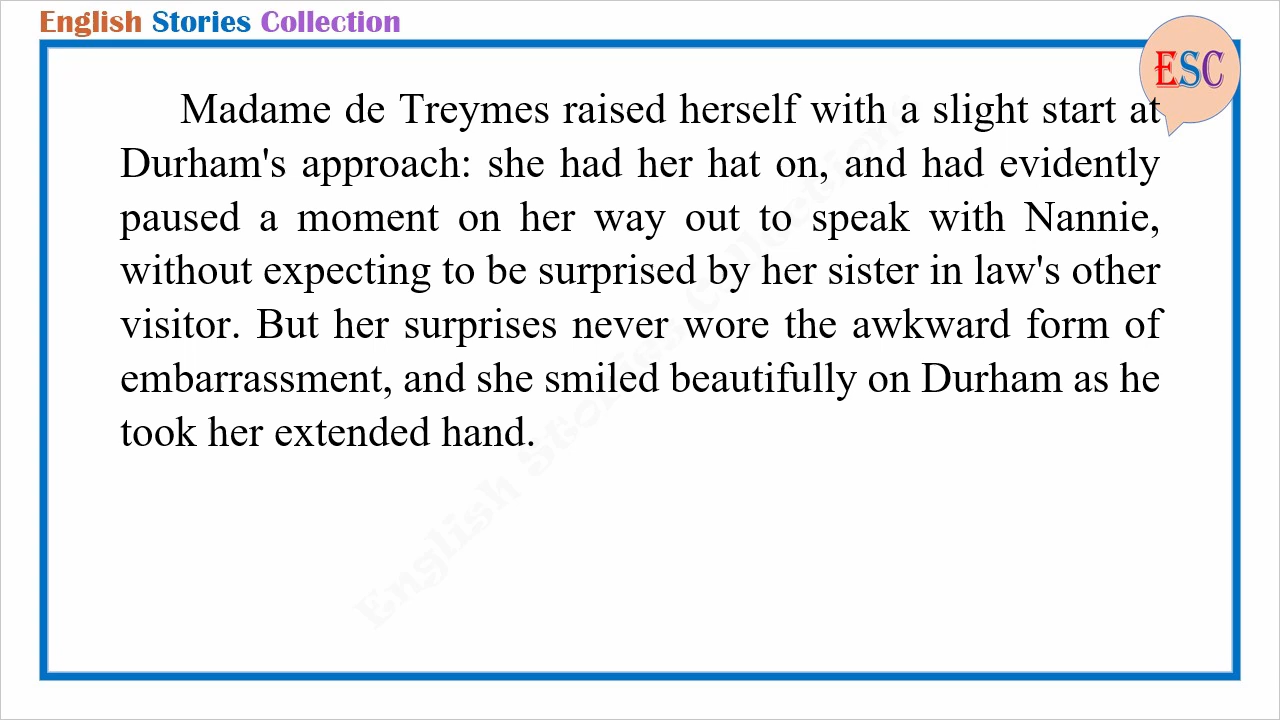 English Stories Collection
ESC
Madame de Treymes raised herself with a slight start at
Durham's approach: she had her hat on, and had evidently
paused a moment on her way out to speak with Nannie,
without expecting to be surprised by her sister in law's other
visitor. But her surprises never wore the awkward form of
embarrassment, and she smiled beautifully on Durham as he
took her extended hand.
English Stories Collection